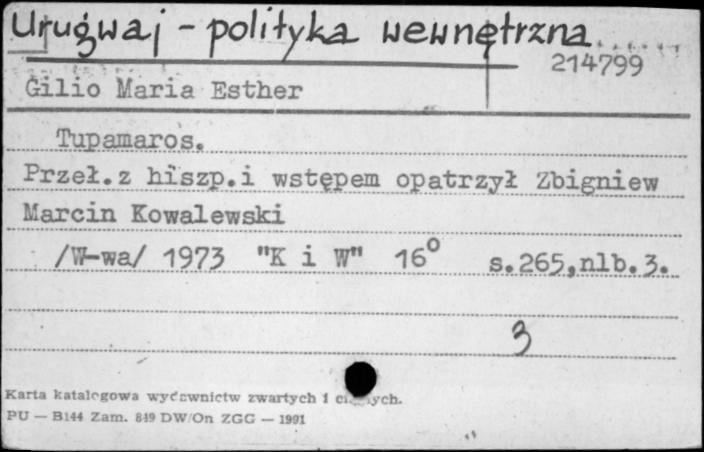 Urugwaj - polityka wewnętrzna
214799
Gilio Maria Esther
Tupamaros.
Przeł.z hiszp.i wstępem opatrzył Zbigniew
Marcin Kowalewski
/W-wa/ 1973 "K i W" 16° s.265,nlb.3.
3
Karta katalogowa wydawnictw zwartych i ciągłych.
PU — B144 Zam. 849 DW/On ZGG — 1991